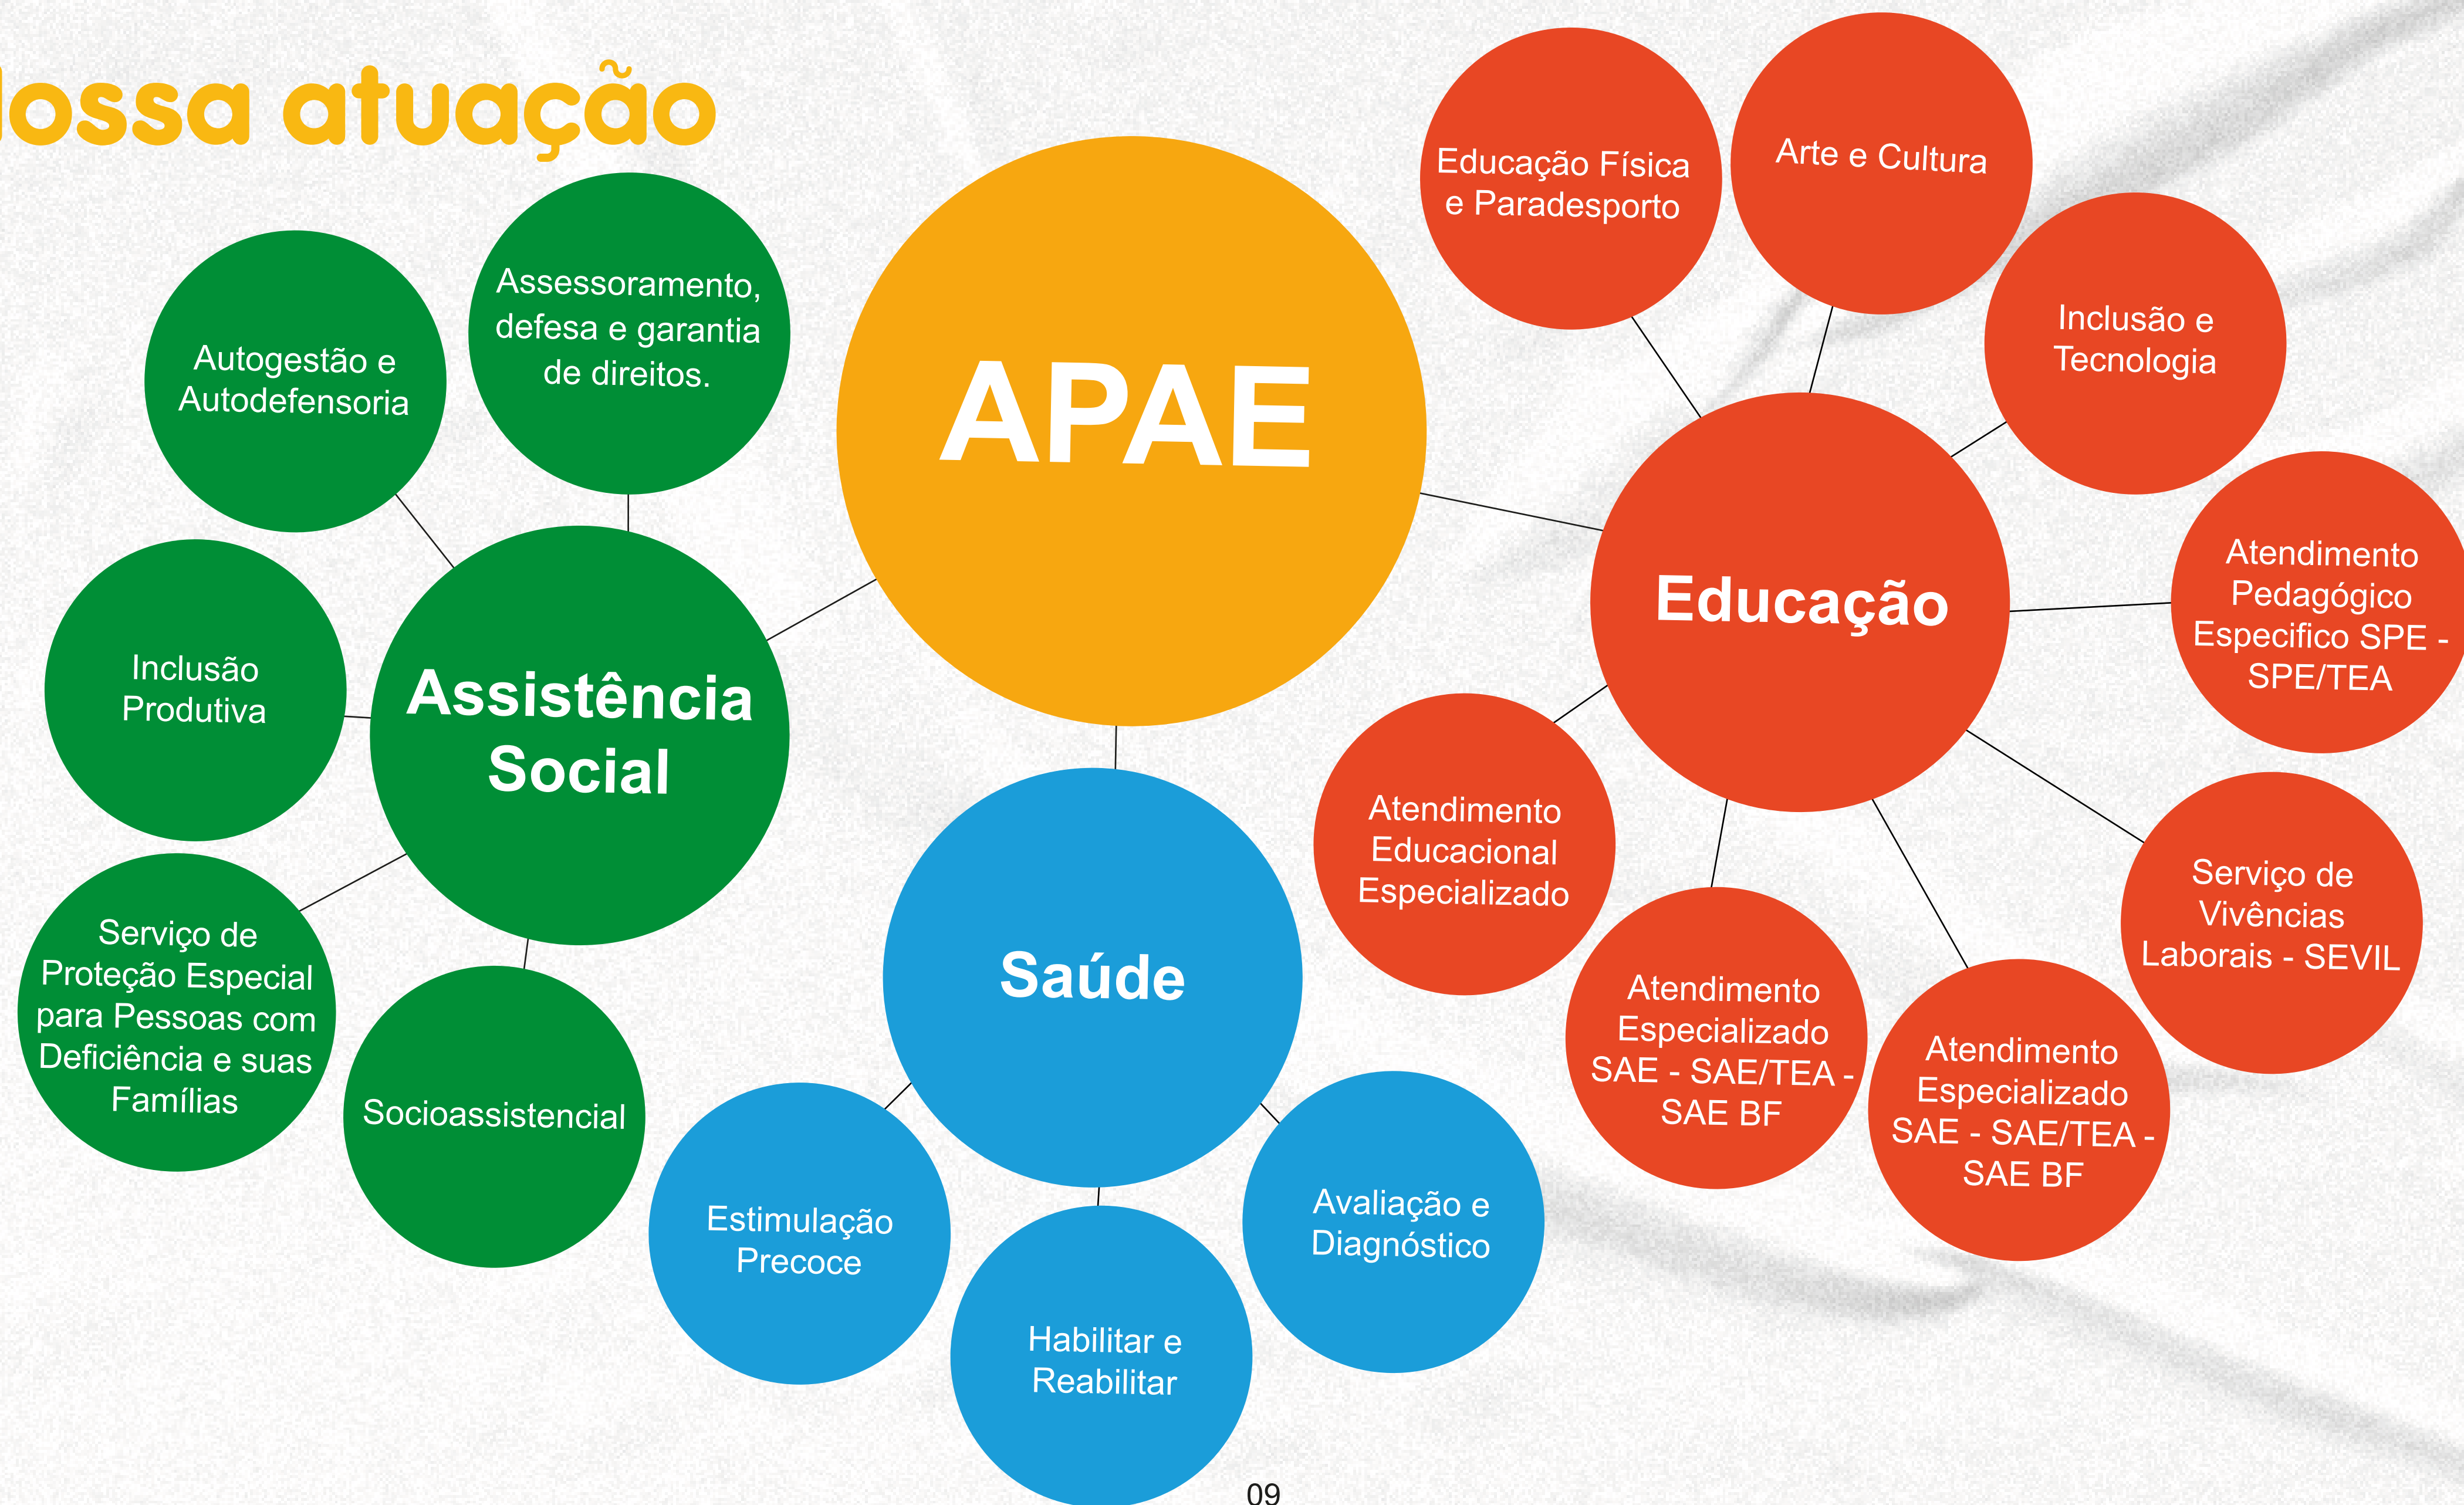 Nossa atuação
APAE
Assistência
Social
Assessoramento,
defesa e garantia
de direitos.
Autogestão e
Autodefensoria
Inclusão
Produtiva
Serviço de
Proteção Especial
para Pessoas com
Deficiência e suas
Famílias
Socioassistencial
Saúde
Estimulação
Precoce
Habilitar e
Reabilitar
Avaliação e
Diagnóstico
Educação
Educação Física
e Paradesporto
Arte e Cultura
Inclusão e
Tecnologia
Atendimento
Pedagógico
Especifico SPE -
SPE/TEA
Serviço de
Vivências
Laborais - SEVIL
Atendimento
Especializado
SAE - SAE/TEA -
SAE BF
Atendimento
Especializado
SAE - SAE/TEA -
SAE BF
Atendimento
Educacional
Especializado
09